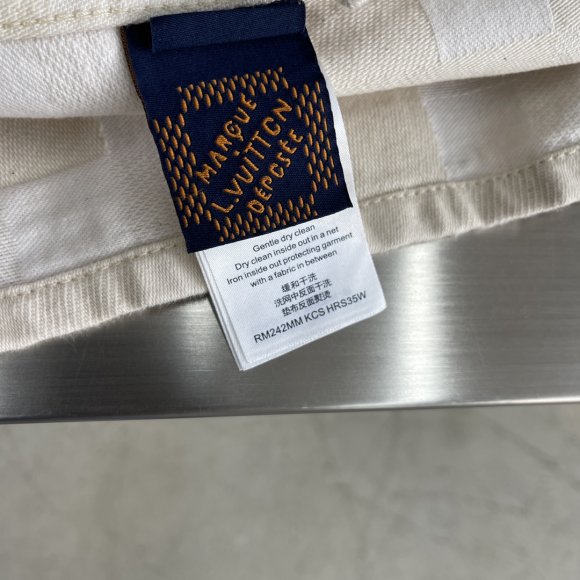 MARQUE
L.VUITTON
DÉPOSÉE
Gentle dry clean
Dry clean inside out in a net
Iron inside out protecting garment
with a fabric in between
缓和干洗
洗网中反面干洗
垫布反面熨烫
RM242MM KCS HRS35W